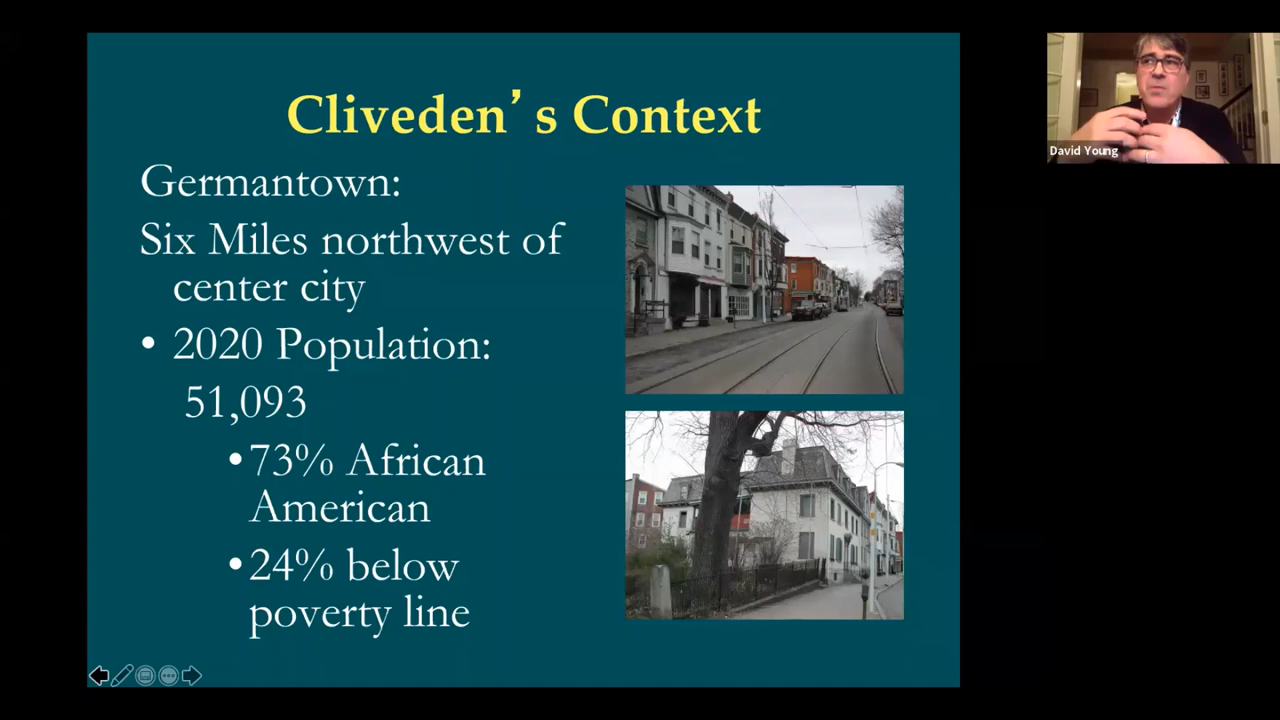 Cliveden’s Context
Germantown:
Six Miles northwest of
center city
• 2020 Population:
51,093
•73% African
American
•24% below
poverty line
David Young